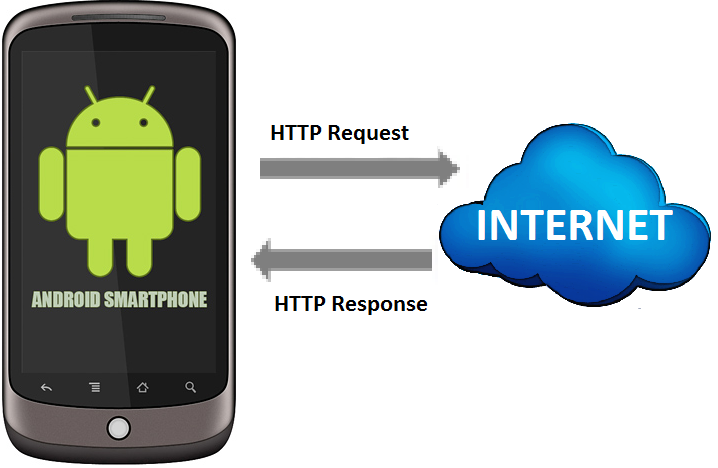 HTTP Request
INTERNET
ANDROID SMARTPHONE
HTTP Response